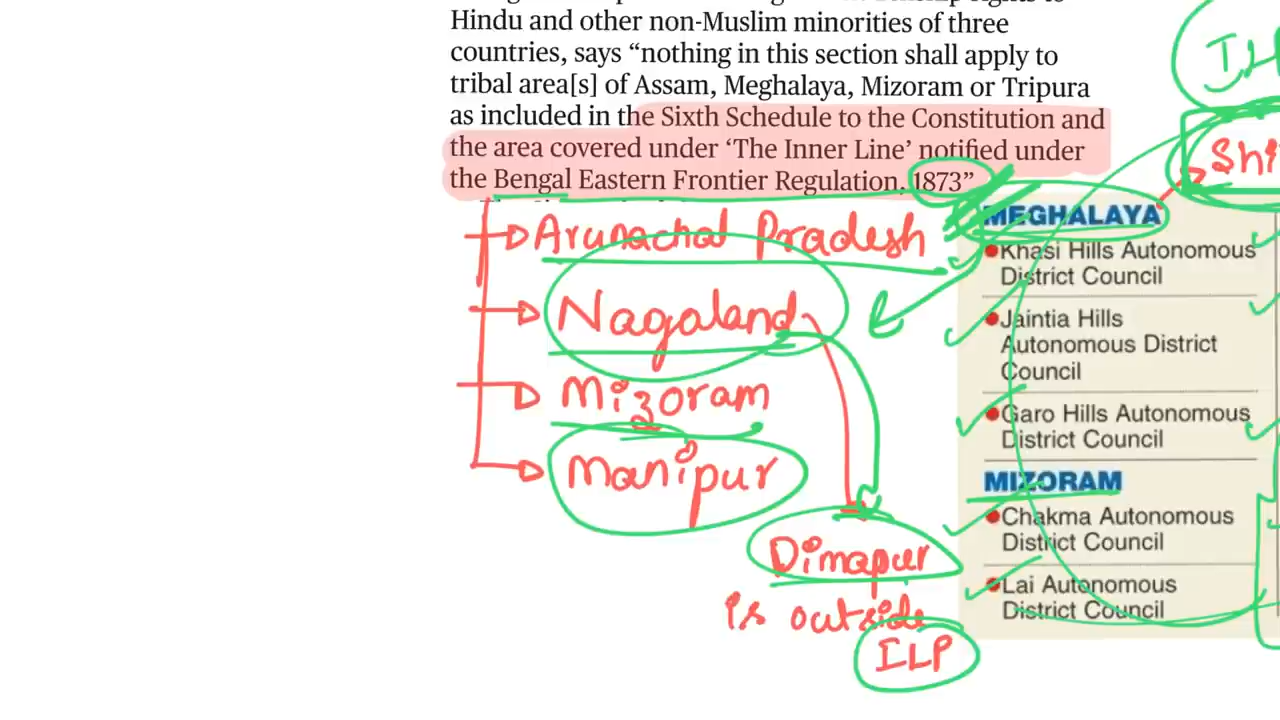 Hindu and other non-Muslim minorities of three
countries, says “nothing in this section shall apply to
tribal area[s] of Assam, Meghalaya, Mizoram or Tripura
as included in the Sixth Schedule to the Constitution and
the area covered under ‘The Inner Line’ notified under
the Bengal Eastern Frontier Regulation, 1873”
Arunachal Pradesh
Nagaland
Mizoram
Manipur
Dimapur
is outside
ILP
MEGHALAYA
Khasi Hills Autonomous
District Council
Jaintia Hills
Autonomous District
Council
Garo Hills Autonomous
District Council
MIZORAM
Chakma Autonomous
District Council
Lai Autonomous
District Council